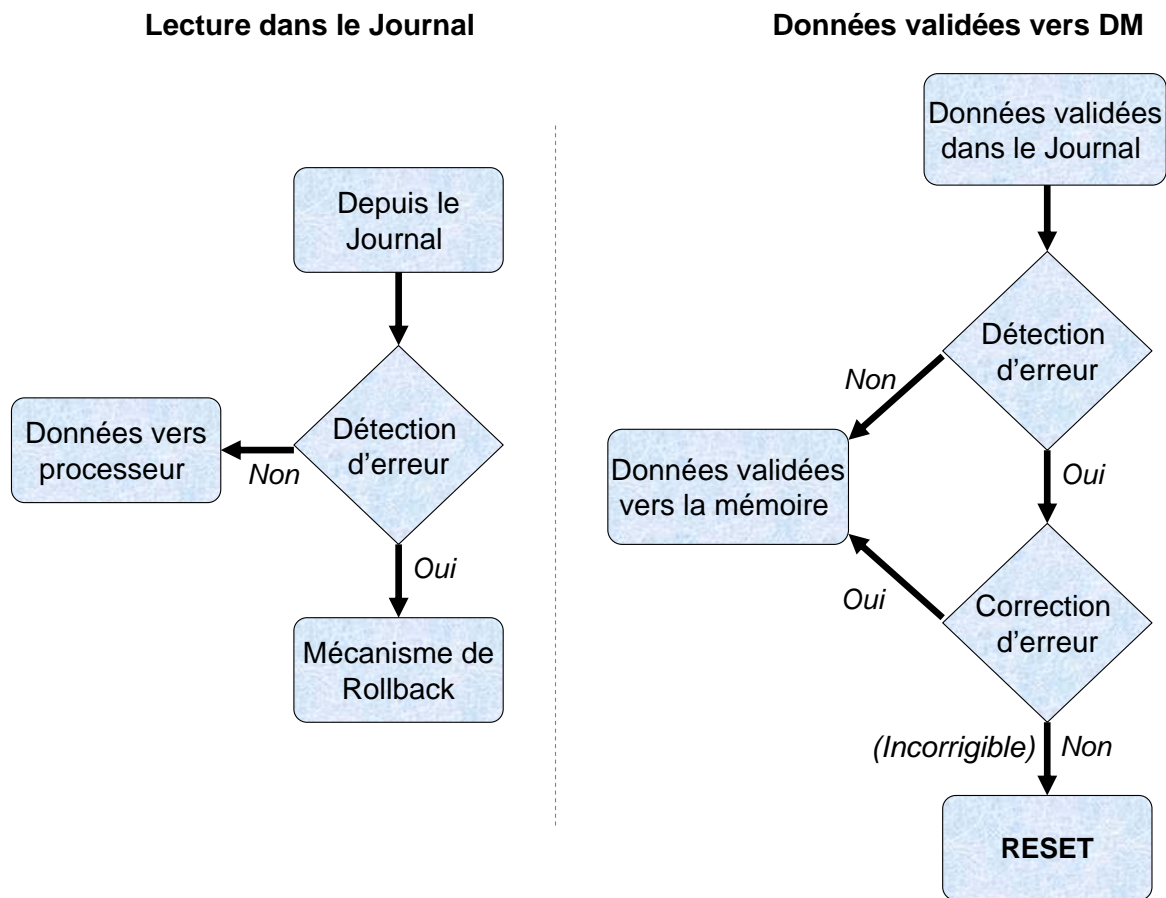 Lecture dans le Journal
Depuis le
Journal
Détection
d'erreur
Non
Données vers
processeur
Oui
Mécanisme de
Rollback
Données validées vers DM
Données validées
dans le Journal
Détection
d'erreur
Non
Données validées
vers la mémoire
Oui
Correction
d'erreur
Oui
(Incorrigible) Non
RESET